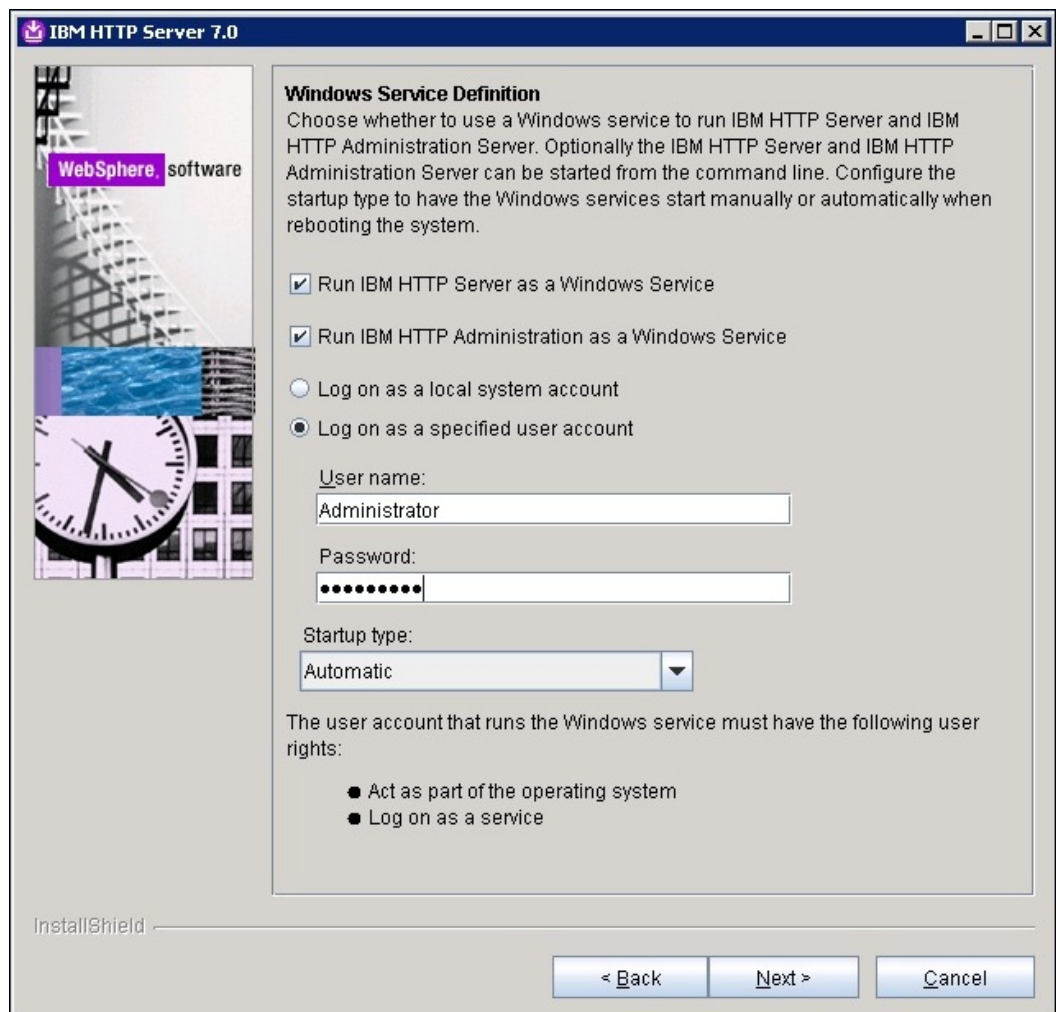 IBM HTTP Server 7.0
WebSphere. software
Windows Service Definition
Choose whether to use a Windows service to run IBM HTTP Server and IBM
HTTP Administration Server. Optionally the IBM HTTP Server and IBM HTTP
Administration Server can be started from the command line. Configure the
startup type to have the Windows services start manually or automatically when
rebooting the system.
Run IBM HTTP Server as a Windows Service
Run IBM HTTP Administration as a Windows Service
Log on as a local system account
Log on as a specified user account
User name:
Administrator
Password:
●●●●●●●●●
Startup type:
Automatic
The user account that runs the Windows service must have the following user
rights:
● Act as part of the operating system
● Log on as a service
InstallShield
< Back
Next >
Cancel